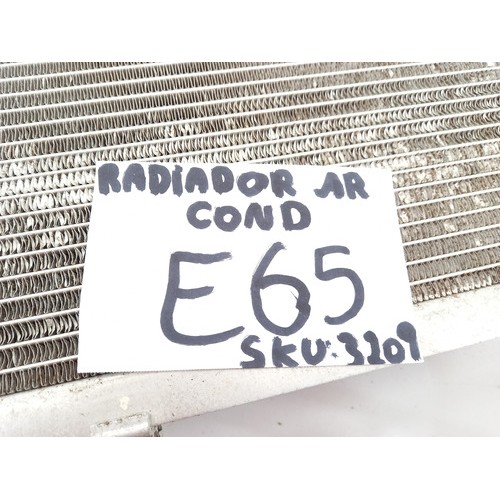 RADiADOR AR
COND
E65
SKU:3209